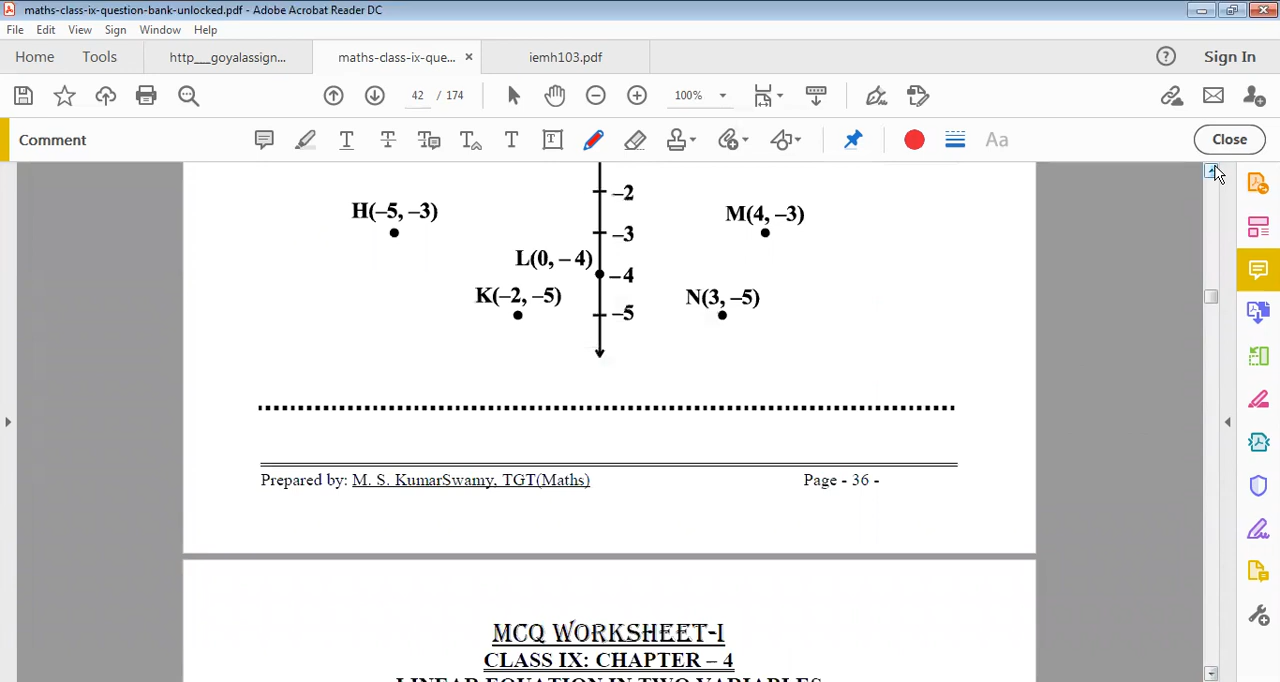 maths-class-ix-question-bank-unlocked.pdf - Adobe Acrobat Reader DC
File Edit View Sign Window Help
Home Tools http___goyalassign... maths-class-ix-que... × iemh103.pdf ? Sign In
42 / 174 100%
Comment T T T T T Aa Close
–2
H(–5, –3) M(4, –3)
–3
L(0, – 4)
–4
K(–2, –5) N(3, –5)
–5
Prepared by: M. S. KumarSwamy, TGT(Maths) Page - 36 -
MCQ WORKSHEET-I
CLASS IX: CHAPTER – 4
LINEAR EQUATION IN TWO VARIABLES